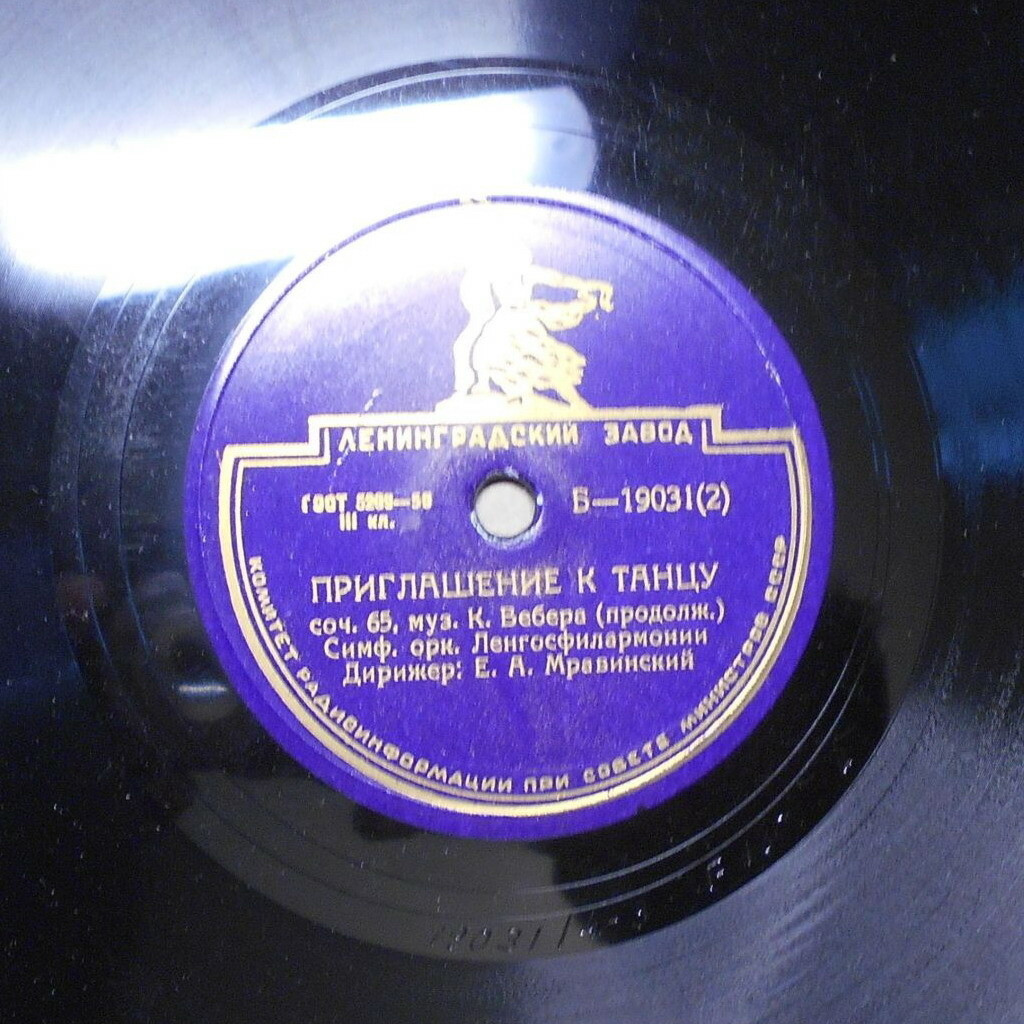 ЛЕНИНГРАДСКИЙ ЗАВОД
ГОСТ 5289—50
III кл.
Б—19031(2)
ПРИГЛАШЕНИЕ К ТАНЦУ
соч. 65, муз. К. Вебера (продолж.)
Симф. орк. Ленгосфилармонии
Дирижер: Е. А. Мравинский
КОМИТЕТ РАДИОИНФОРМАЦИИ ПРИ СОВЕТЕ МИНИСТРОВ СССР